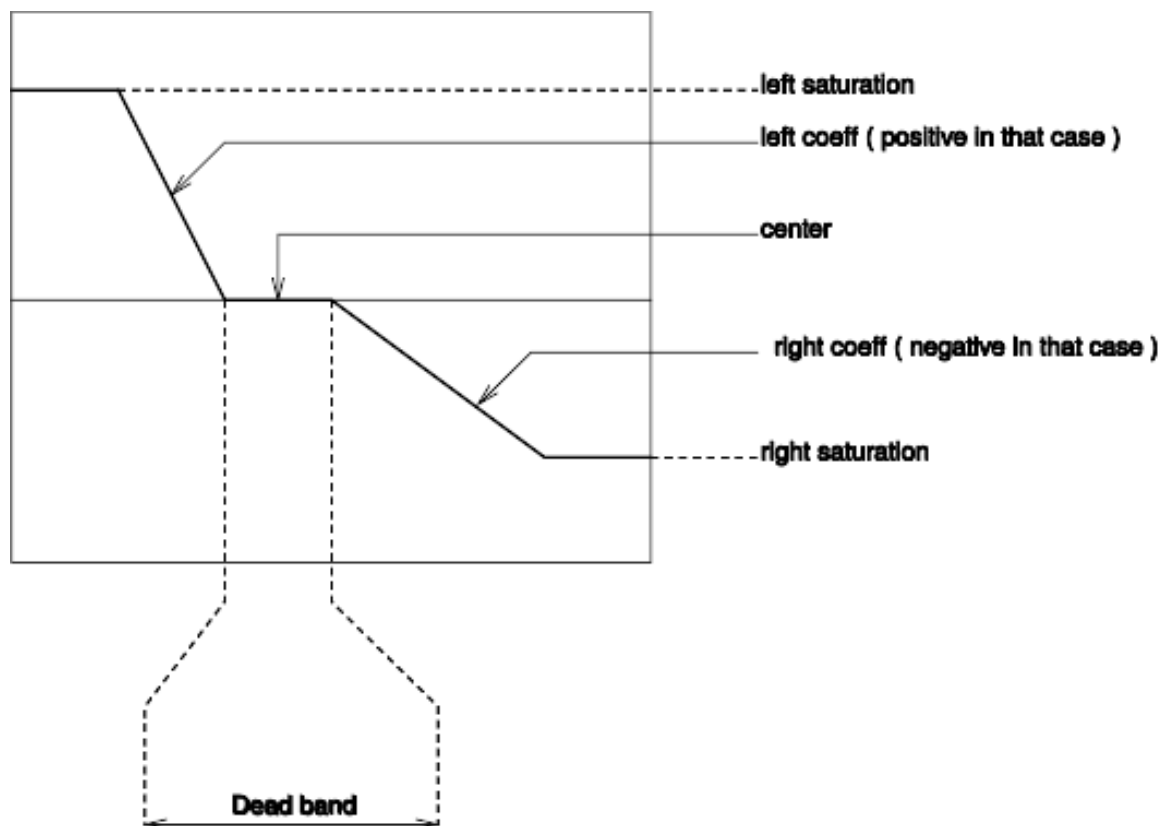 left saturation
left coeff ( positive in that case )
center
right coeff ( negative in that case )
right saturation
Dead band